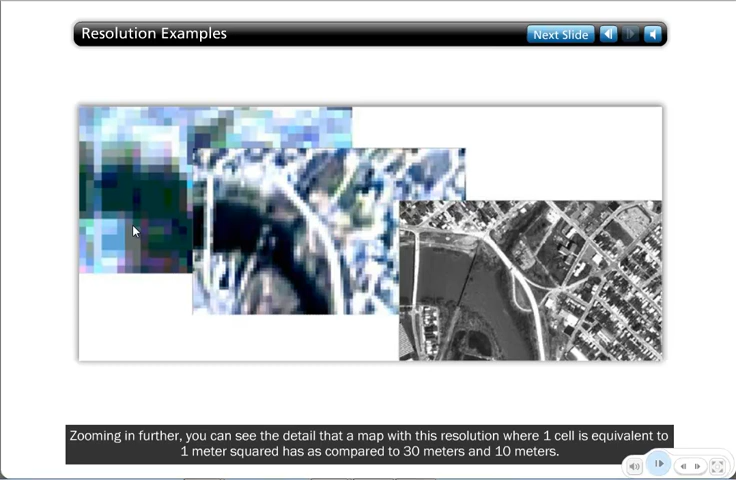 Resolution Examples
Next Slide
Zooming in further, you can see the detail that a map with this resolution where 1 cell is equivalent to
1 meter squared has as compared to 30 meters and 10 meters.